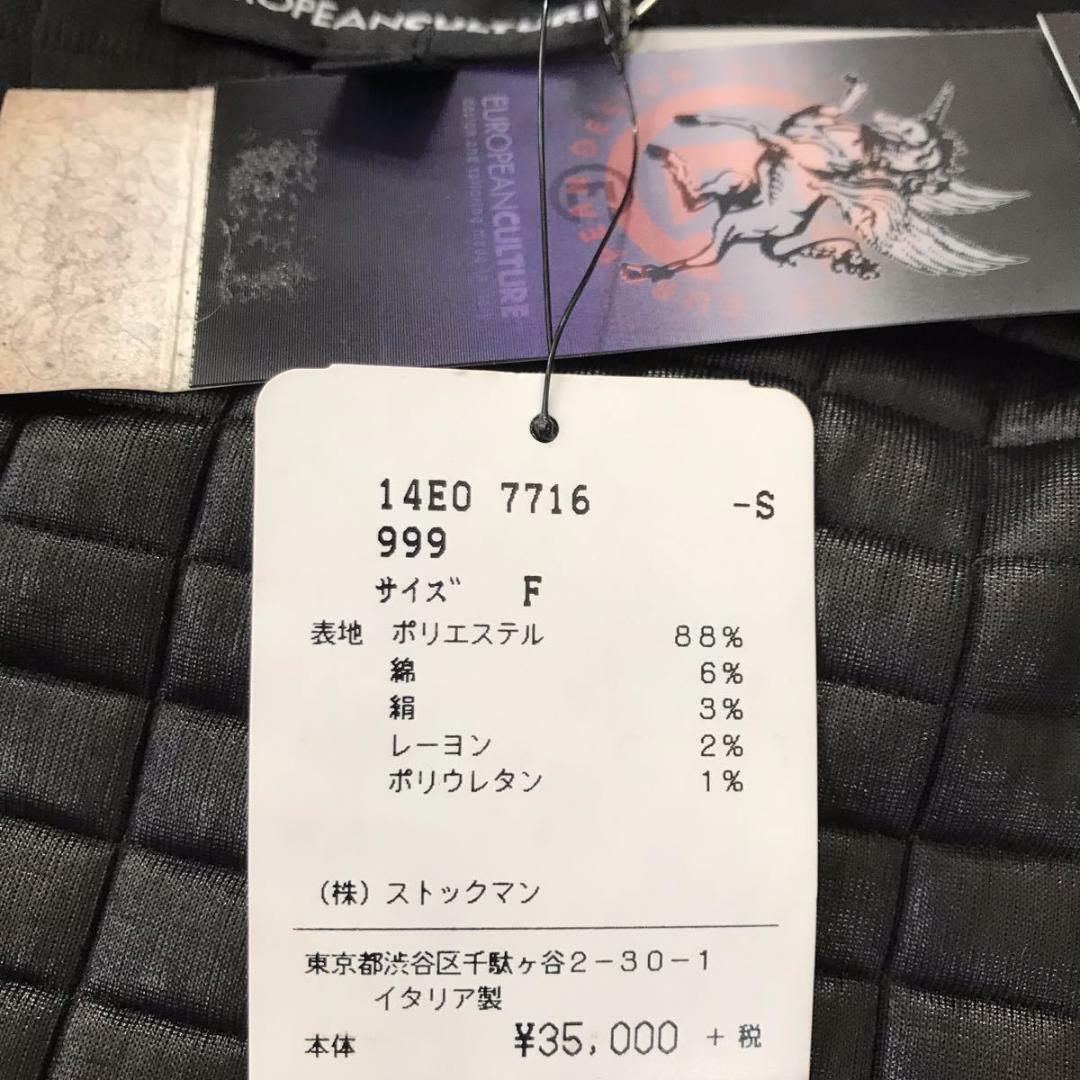 EUROPEANCULTURE
EUROPEANCULTURE
14E0 7716 -S
999
サイズ F
表地 ポリエステル 88%
綿 6%
絹 3%
レーヨン 2%
ポリウレタン 1%
(株)ストックマン
東京都渋谷区千駄ヶ谷2-30-1
イタリア製
本体 ¥35,000 +税